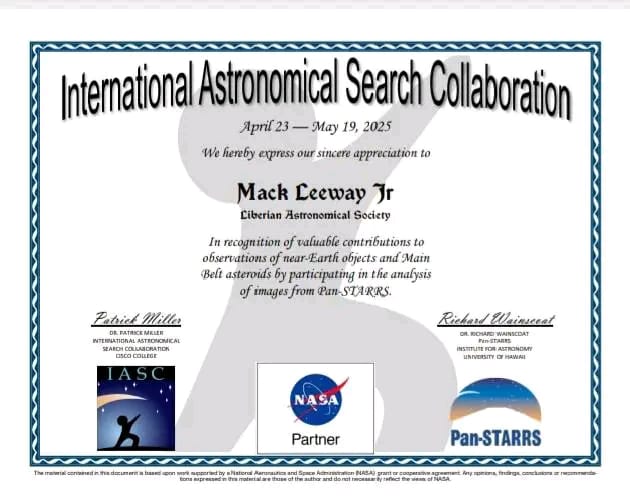 International Astronomical Search Collaboration
April 23 — May 19, 2025
We hereby express our sincere appreciation to
Mack Leeway Jr
Liberian Astronomical Society
In recognition of valuable contributions to
observations of near-Earth objects and Main
Belt asteroids by participating in the analysis
of images from Pan-STARRS.
Patrick Miller
DR. PATRICK MILLER
INTERNATIONAL ASTRONOMICAL
SEARCH COLLABORATION
CISCO COLLEGE
Richard Wainscoat
DR. RICHARD WAINSCOAT
Pan-STARRS
INSTITUTE FOR ASTRONOMY
UNIVERSITY OF HAWAII
IASC
NASA
Partner
Pan-STARRS
The material contained in this document is based upon work supported by a National Aeronautics and Space Administration (NASA) grant or cooperative agreement. Any opinions, findings, conclusions or recommenda-
tions expressed in this material are those of the author and do not necessarily reflect the views of NASA.